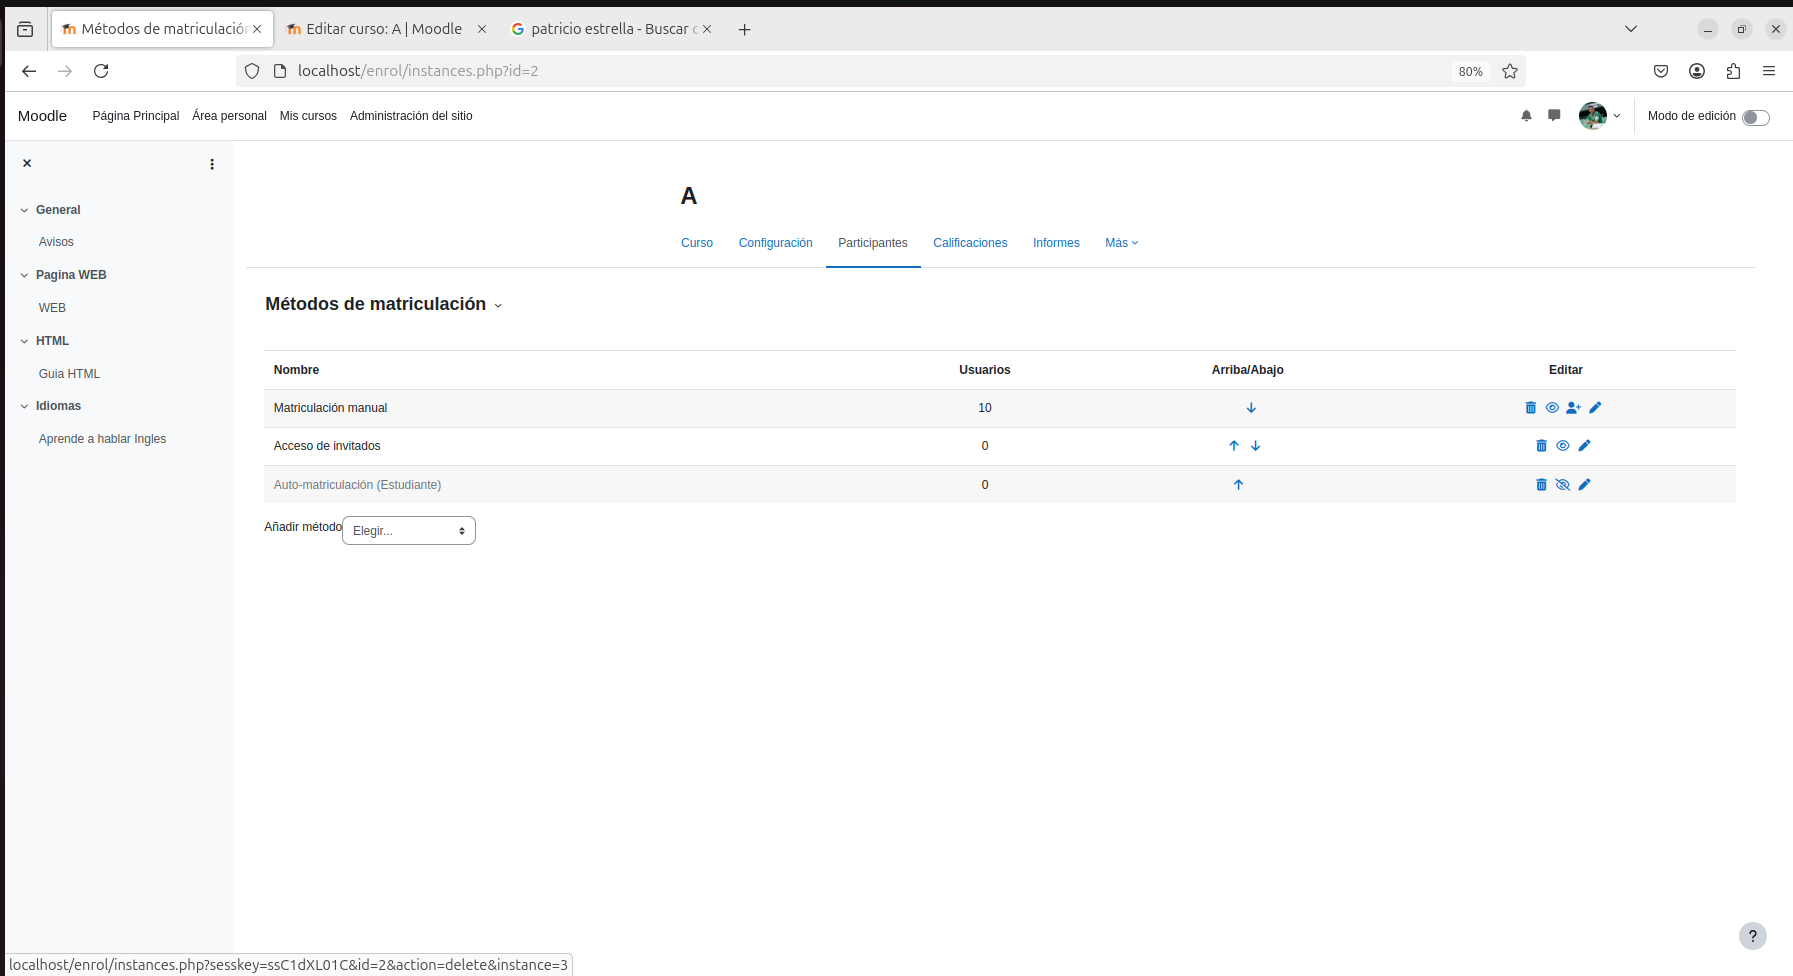 Métodos de matriculación
Editar curso: A | Moodle
patricio estrella - Buscar c
localhost/enrol/instances.php?id=2
80%
Moodle
Página Principal
Área personal
Mis cursos
Administración del sitio
Modo de edición
General
Avisos
Pagina WEB
WEB
HTML
Guia HTML
Idiomas
Aprende a hablar Ingles
A
Curso
Configuración
Participantes
Calificaciones
Informes
Más
Métodos de matriculación
Nombre Usuarios Arriba/Abajo Editar
Matriculación manual 10
Acceso de invitados 0
Auto-matriculación (Estudiante) 0
Añadir método Elegir...
?
localhost/enrol/instances.php?sesskey=ssC1dXL01C&id=2&action=delete&instance=3